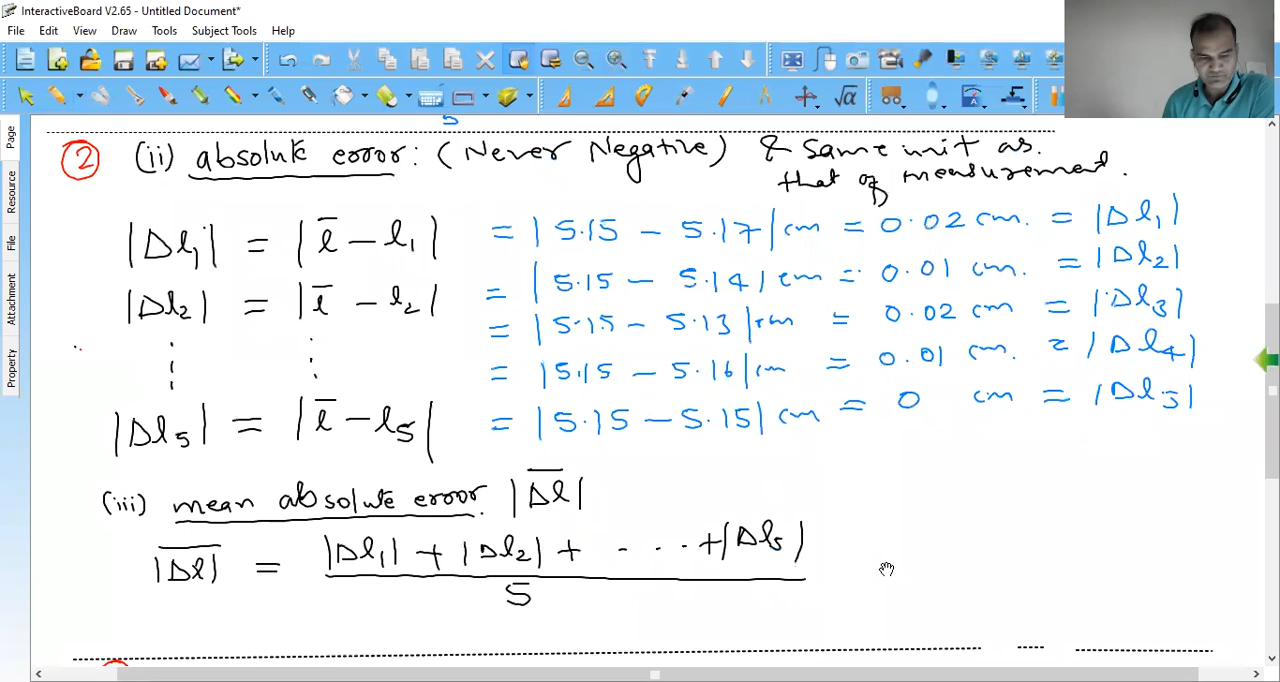 InteractiveBoard V2.65 - Untitled Document*
File Edit View Draw Tools Subject Tools Help
Page
Resource
File
Attachment
Property
2 (ii) absolute error: (Never Negative) & same unit as
that of measurement.
|Δl₁| = |l̅ - l₁| = |5.15 - 5.17| cm = 0.02 cm. = |Δl₁|
|Δl₂| = |l̅ - l₂| = |5.15 - 5.14| cm = 0.01 cm. = |Δl₂|
= |5.15 - 5.13| cm = 0.02 cm = |Δl₃|
= |5.15 - 5.16| cm = 0.01 cm. = |Δl₄|
|Δl₅| = |l̅ - l₅| = |5.15 - 5.15| cm = 0 cm = |Δl₅|
(iii) mean absolute error. |Δl̅|
|Δl|̅ = |Δl₁| + |Δl₂| + ... + |Δl₅|
5